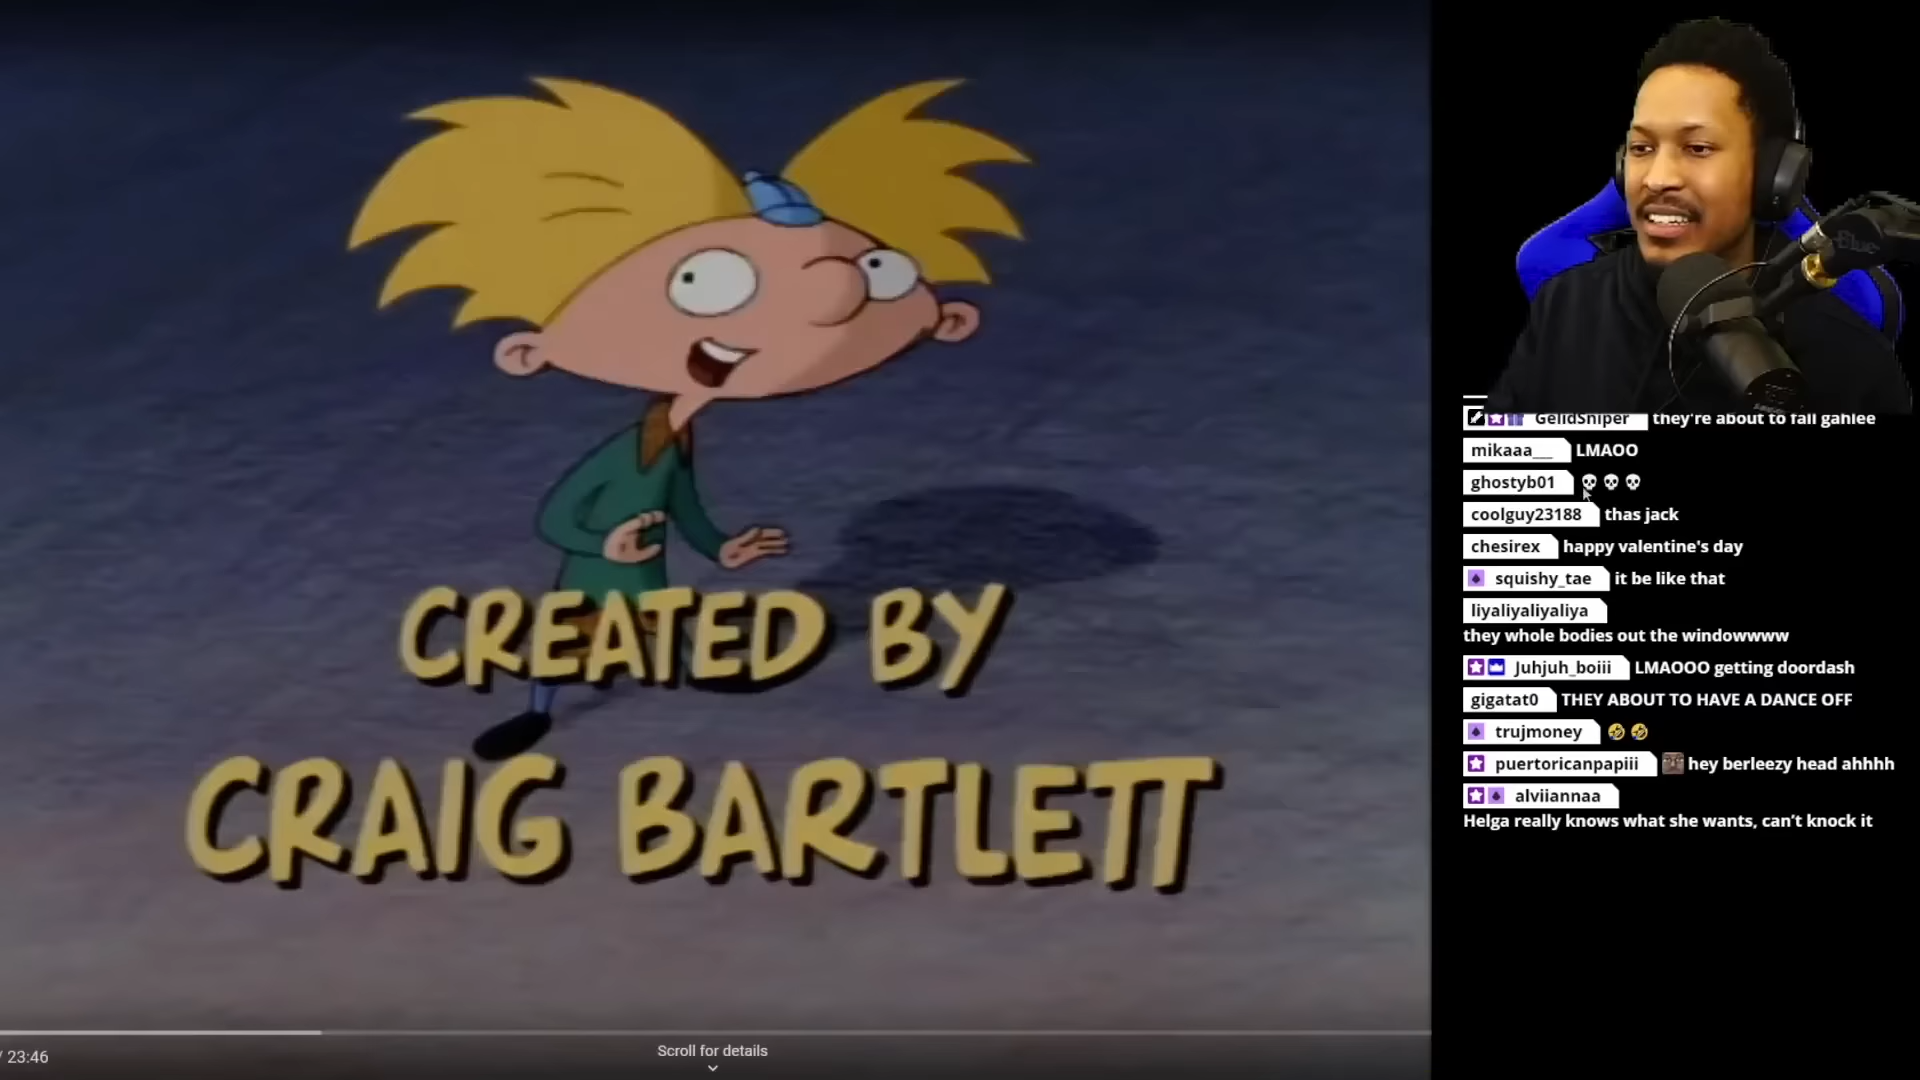 CREATED BY
CRAIG BARTLETT
/ 23:46
Scroll for details
GelidSniper they're about to fall gahlee
mikaaa___ LMAOO
ghostyb01 💀 💀 💀
coolguy23188 thas jack
chesirex happy valentine's day
squishy_tae it be like that
liyaliyaliyaliya
they whole bodies out the windowwww
Juhjuh_boiii LMAOOO getting doordash
gigatat0 THEY ABOUT TO HAVE A DANCE OFF
trujmoney 🤣 🤣
puertoricanpapiii hey berleezy head ahhhh
alviiannaa
Helga really knows what she wants, can't knock it